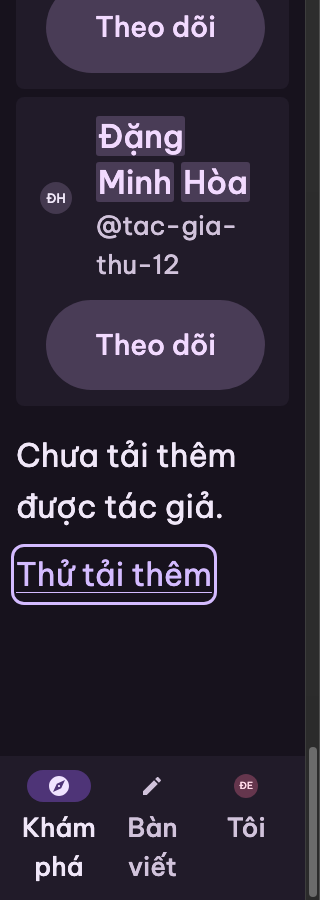 Theo dõi
Đặng
ĐH
Minh Hòa
@tac-gia-
thu-12
Theo dõi
Chưa tải thêm
được tác giả.
Thử tải thêm
ĐE
Khám
phá
Bàn
viết
Tôi